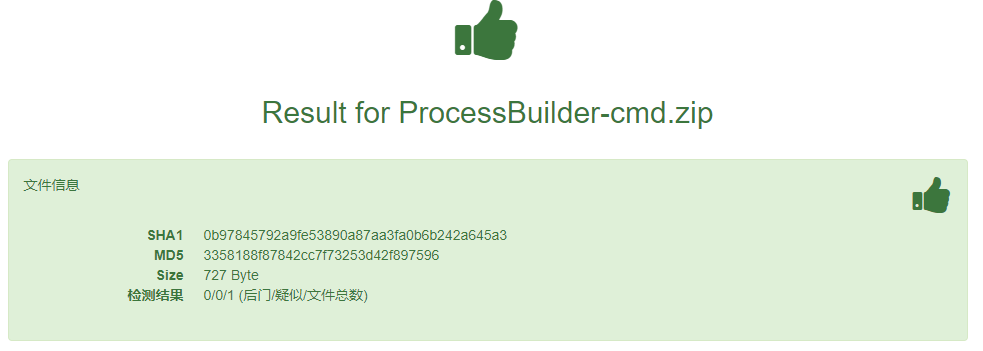 Result for ProcessBuilder-cmd.zip
文件信息
SHA1 0b97845792a9fe53890a87aa3fa0b6b242a645a3
MD5 3358188f87842cc7f73253d42f897596
Size 727 Byte
检测结果 0/0/1 (后门/疑似/文件总数)